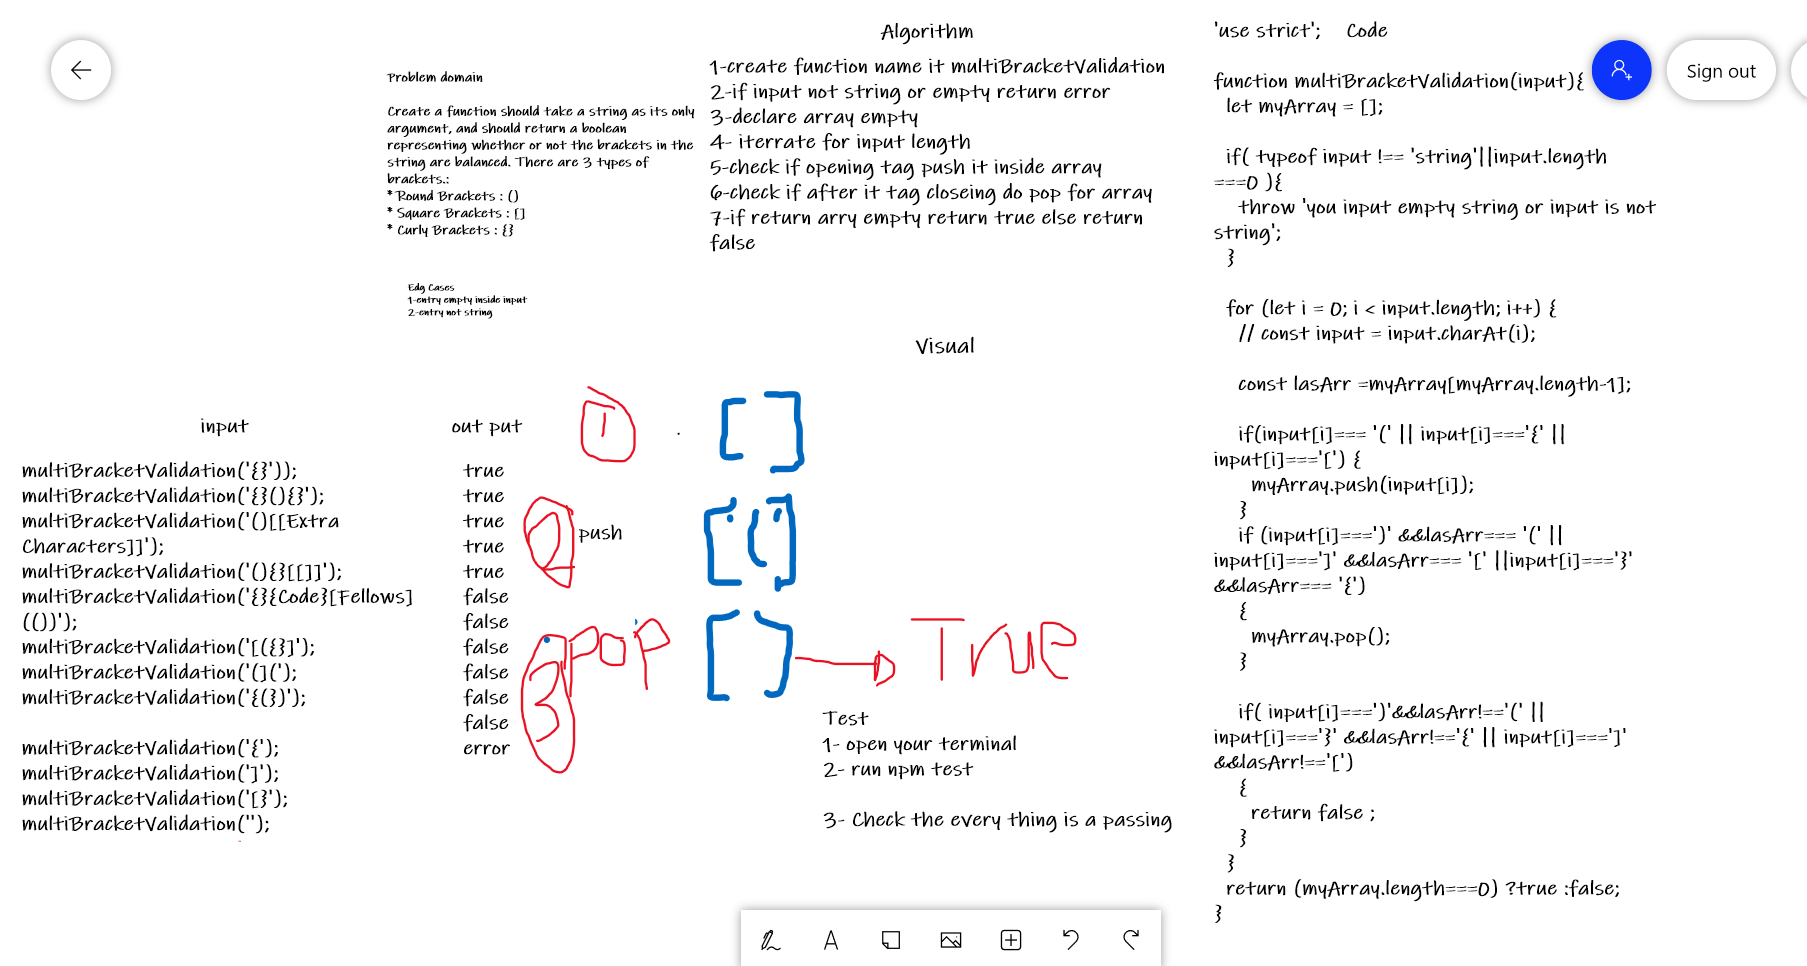 Problem domain
Create a function should take a string as its only
argument, and should return a boolean
representing whether or not the brackets in the
string are balanced. There are 3 types of
brackets.:
* Round Brackets : ()
* Square Brackets : []
* Curly Brackets : {}
Edg Cases
1-entry empty inside input
2-entry not string
input
multiBracketValidation('{}'));
multiBracketValidation('{}(){}');
multiBracketValidation('()[[Extra
Characters]]');
multiBracketValidation('(){}[[]]');
multiBracketValidation('{}{Code}[Fellows]
(())');
multiBracketValidation('[({}]');
multiBracketValidation('(](');
multiBracketValidation('{(})');
multiBracketValidation('{');
multiBracketValidation(']');
multiBracketValidation('[}');
multiBracketValidation('');
out put
true
true
true
true
true
false
false
false
false
false
false
error
Algorithm
1-create function name it multiBracketValidation
2-if input not string or empty return error
3-declare array empty
4- iterrate for input length
5-check if opening tag push it inside array
6-check if after it tag closeing do pop for array
7-if return arry empty return true else return
false
Visual
1
[ ]
2 push
['(']
3 pop
[ ]
True
Test
1- open your terminal
2- run npm test
3- Check the every thing is a passing
'use strict'; Code
function multiBracketValidation(input){
let myArray = [];
if( typeof input !== 'string'||input.length
===0 ){
throw 'you input empty string or input is not
string';
}
for (let i = 0; i < input.length; i++) {
// const input = input.charAt(i);
const lasArr =myArray[myArray.length-1];
if(input[i]=== '(' || input[i]==='{' ||
input[i]==='[') {
myArray.push(input[i]);
}
if (input[i]===')' &&lasArr=== '(' ||
input[i]===']' &&lasArr=== '[' ||input[i]==='}'
&&lasArr=== '{')
{
myArray.pop();
}
if( input[i]===')'&&lasArr!=='(' ||
input[i]==='}' &&lasArr!=='{' || input[i]===']'
&&lasArr!=='[')
{
return false ;
}
}
return (myArray.length===0) ?true :false;
}
Sign out
A